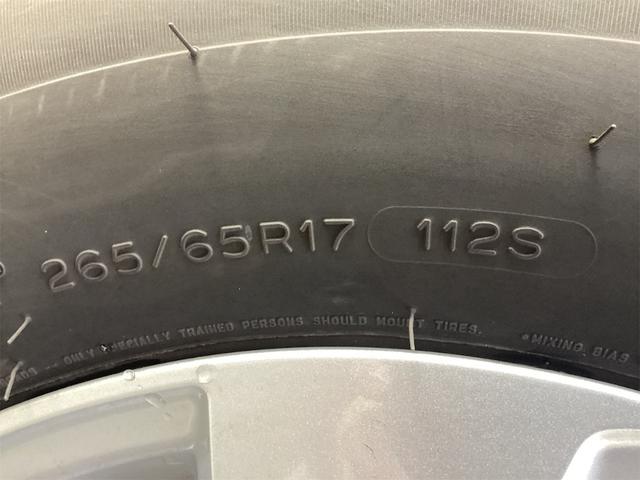 265/65R17 112S
- ONLY SPECIALLY TRAINED PERSONS SHOULD MOUNT TIRES. *MIXING BIAS